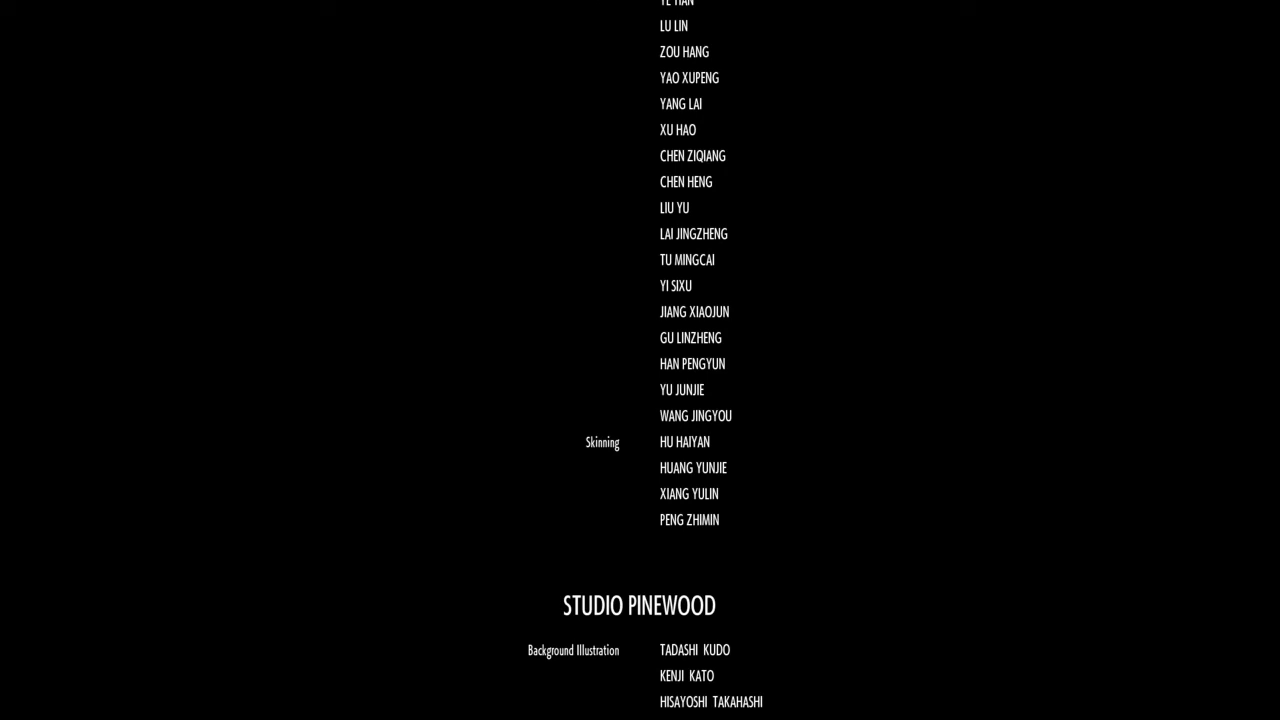 YE TIAN
LU LIN
ZOU HANG
YAO XUPENG
YANG LAI
XU HAO
CHEN ZIQIANG
CHEN HENG
LIU YU
LAI JINGZHENG
TU MINGCAI
YI SIXU
JIANG XIAOJUN
GU LINZHENG
HAN PENGYUN
YU JUNJIE
WANG JINGYOU
Skinning HU HAIYAN
HUANG YUNJIE
XIANG YULIN
PENG ZHIMIN
STUDIO PINEWOOD
Background Illustration TADASHI KUDO
KENJI KATO
HISAYOSHI TAKAHASHI